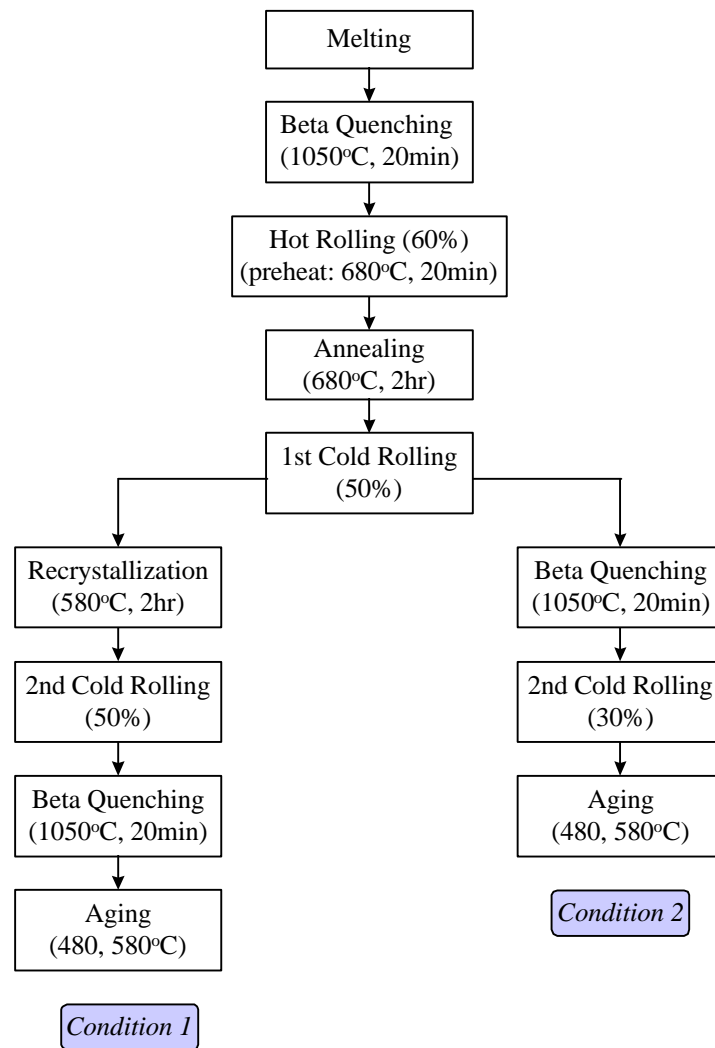 Melting
Beta Quenching
(1050°C, 20min)
Hot Rolling (60%)
(preheat: 680°C, 20min)
Annealing
(680°C, 2hr)
1st Cold Rolling
(50%)
Recrystallization
(580°C, 2hr)
2nd Cold Rolling
(50%)
Beta Quenching
(1050°C, 20min)
Aging
(480, 580°C)
Condition 1
Beta Quenching
(1050°C, 20min)
2nd Cold Rolling
(30%)
Aging
(480, 580°C)
Condition 2